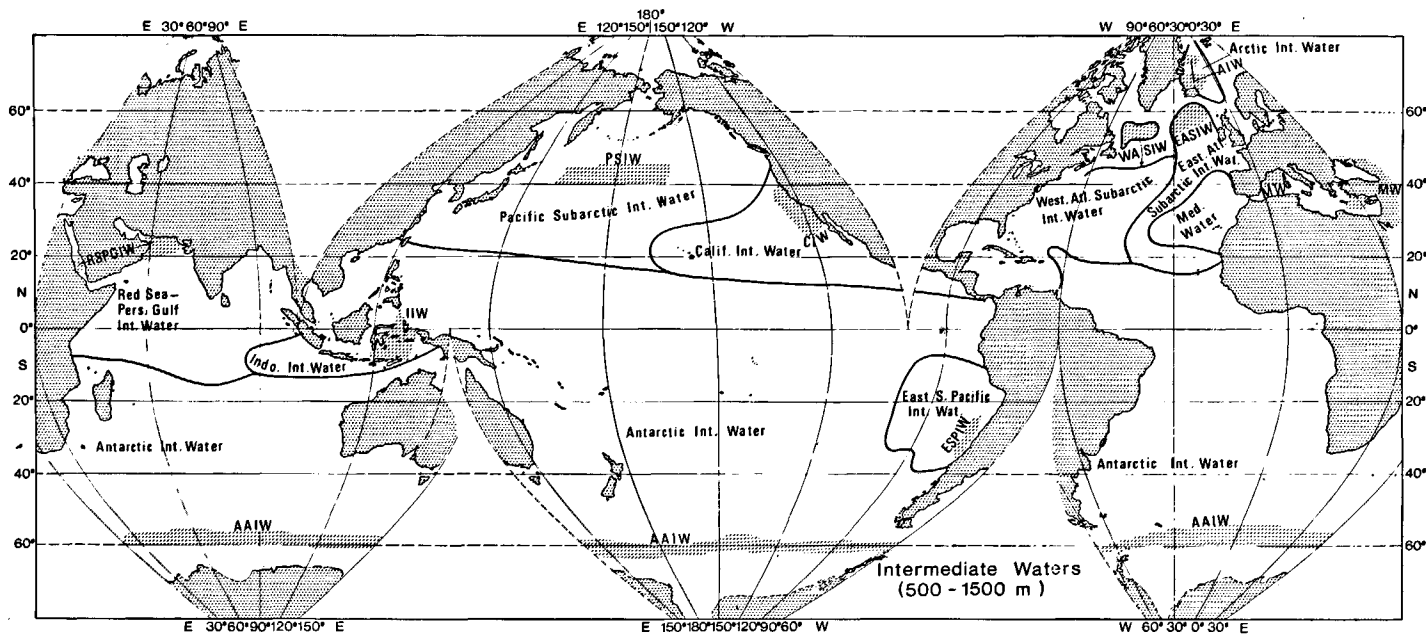 180°
E 30° 60° 90° E
E 120° 150° 150° 120° W
W 90° 60° 30° 0° 30° E
Arctic Int. Water
AIW
60°
60°
EASIW
WASIW
East Atl.
Subarctic Int. Wat.
PSIW
40°
40°
MW
MW
West. Atl. Subarctic
Int. Water
Pacific Subarctic Int. Water
Med.
Water
CIW
RSPGIW
Calif. Int. Water
20°
20°
N
N
Red Sea-
Pers. Gulf
Int. Water
IIW
0°
0°
Indo. Int. Water
S
S
East S. Pacific
Int. Wat.
20°
20°
ESPIW
Antarctic Int. Water
Antarctic Int. Water
Antarctic Int. Water
40°
40°
AAIW
AAIW
AAIW
60°
60°
Intermediate Waters
(500 - 1500 m)
E 30° 60° 90° 120° 150° E
E 150° 180° 150° 120° 90° 60° W
W 60° 30° 0° 30° E